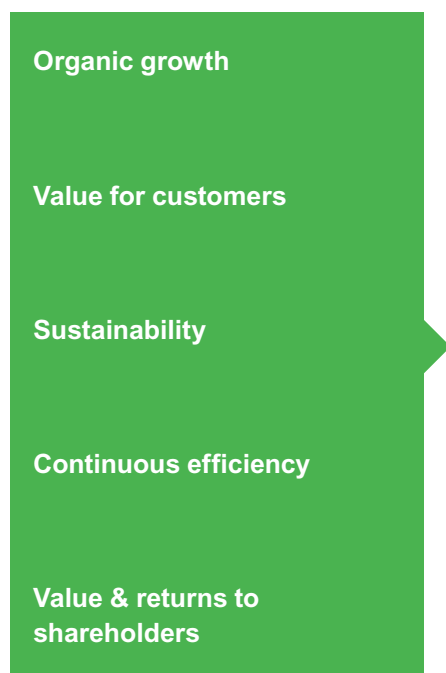 Organic growth
Value for customers
Sustainability
Continuous efficiency
Value & returns to
shareholders